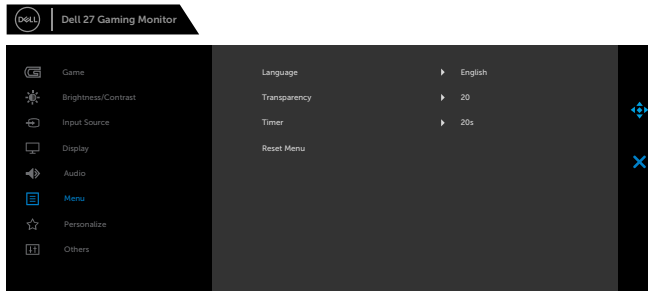 DELL Dell 27 Gaming Monitor
Game Language English
Brightness/Contrast Transparency 20
Input Source Timer 20s
Display Reset Menu
Audio
Menu
Personalize
Others